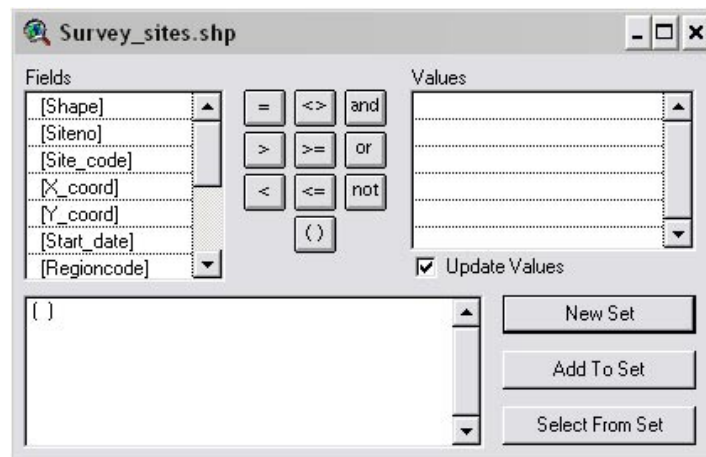 Survey_sites.shp
Fields
Values
[Shape]
[Siteno]
[Site_code]
[X_coord]
[Y_coord]
[Start_date]
[Regioncode]
= <> and
> >= or
< <= not
( )
Update Values
( )
New Set
Add To Set
Select From Set